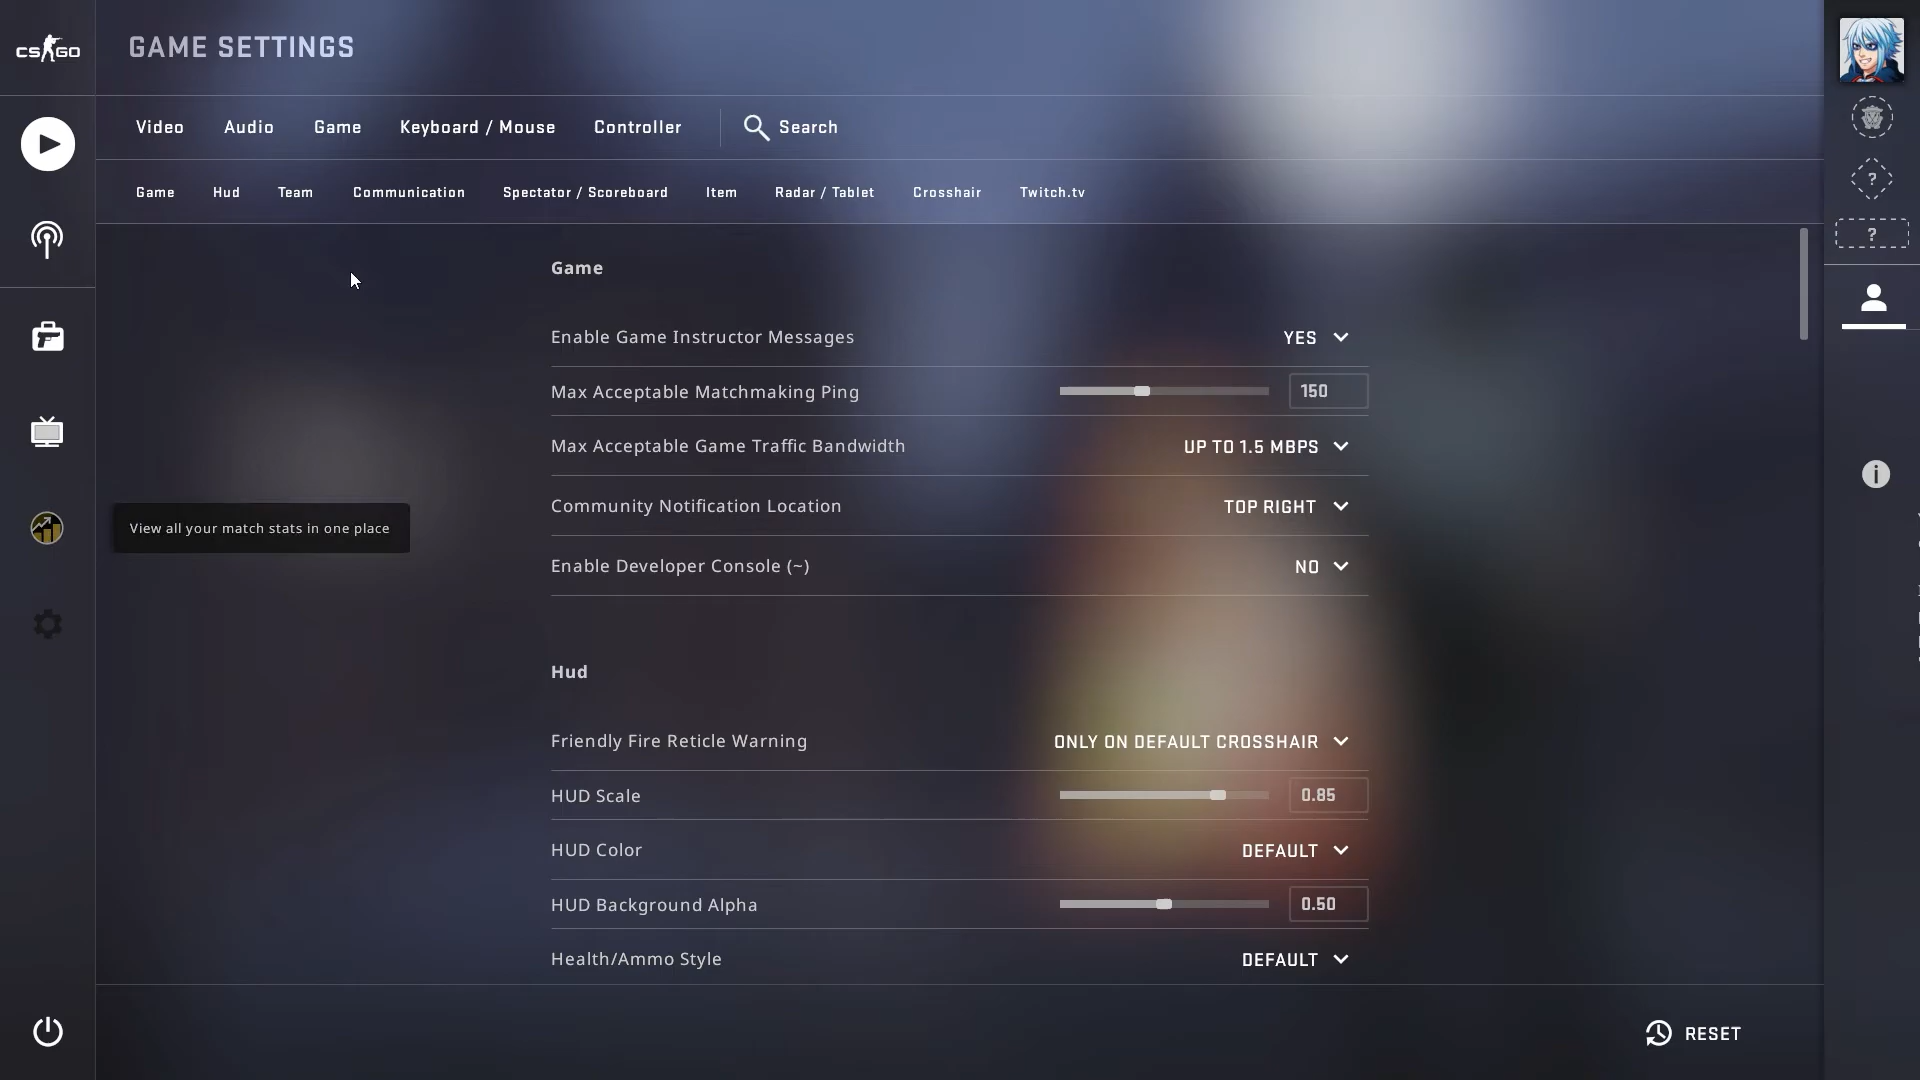 CS GO
GAME SETTINGS
Video Audio Game Keyboard / Mouse Controller Search
Game Hud Team Communication Spectator / Scoreboard Item Radar / Tablet Crosshair Twitch.tv
?
?
Game
Enable Game Instructor Messages YES
Max Acceptable Matchmaking Ping 150
Max Acceptable Game Traffic Bandwidth UP TO 1.5 MBPS
Community Notification Location TOP RIGHT
View all your match stats in one place
Enable Developer Console (~) NO
Hud
Friendly Fire Reticle Warning ONLY ON DEFAULT CROSSHAIR
HUD Scale 0.85
HUD Color DEFAULT
HUD Background Alpha 0.50
Health/Ammo Style DEFAULT
RESET